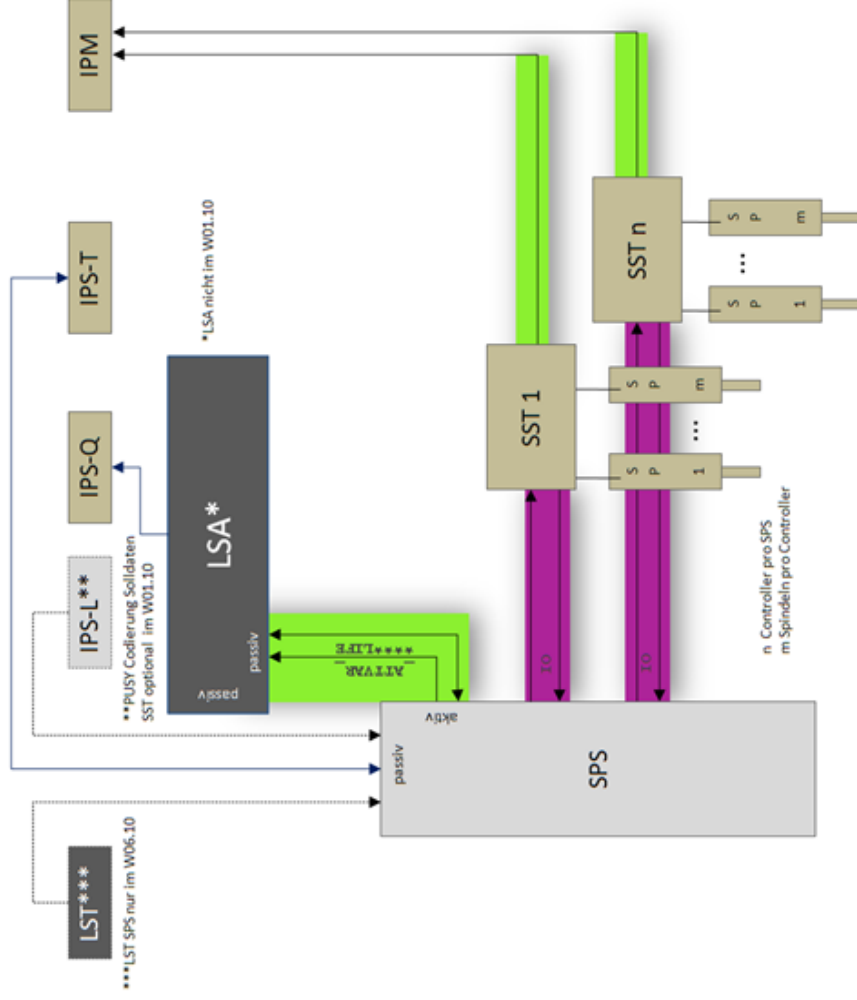 LST***
***LST SPS nur im W06.10
IPS-L**
**PUSY Codierung Solldaten
SST optional im W01.10
IPS-Q
IPS-T
IPM
*LSA nicht im W01.10
passiv
LSA*
passiv
***LIFE
ATTVAR
aktiv
passiv
SPS
IO
IO
SST 1
SST n
S P 1
...
S P m
S P 1
...
S P m
n Controller pro SPS
m Spindeln pro Controller